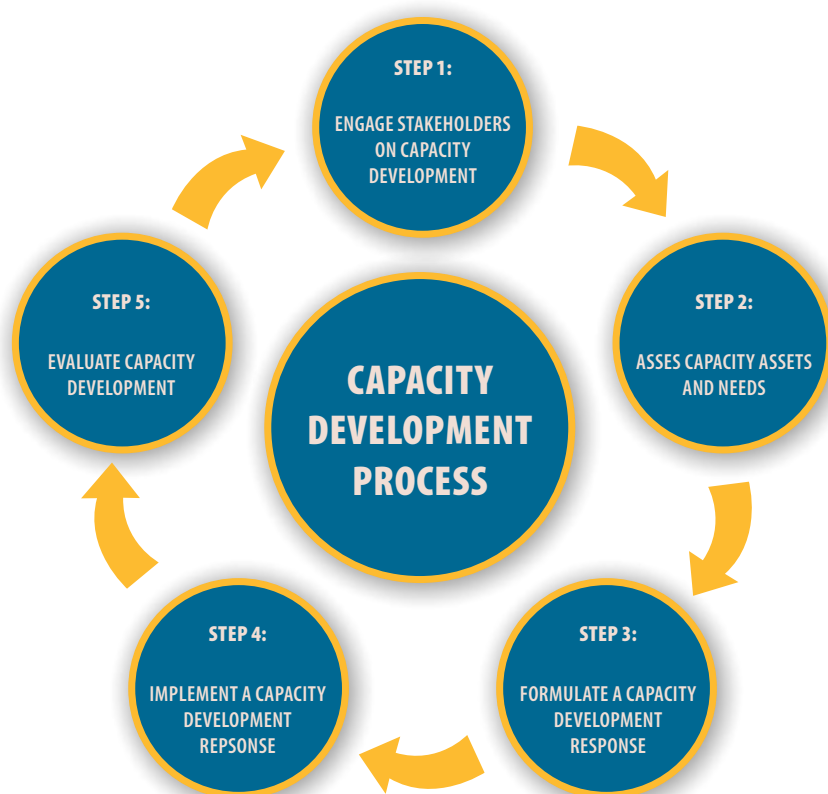 STEP 1:
ENGAGE STAKEHOLDERS
ON CAPACITY
DEVELOPMENT
STEP 2:
ASSES CAPACITY ASSETS
AND NEEDS
STEP 3:
FORMULATE A CAPACITY
DEVELOPMENT
RESPONSE
STEP 4:
IMPLEMENT A CAPACITY
DEVELOPMENT
REPSONSE
STEP 5:
EVALUATE CAPACITY
DEVELOPMENT
CAPACITY
DEVELOPMENT
PROCESS